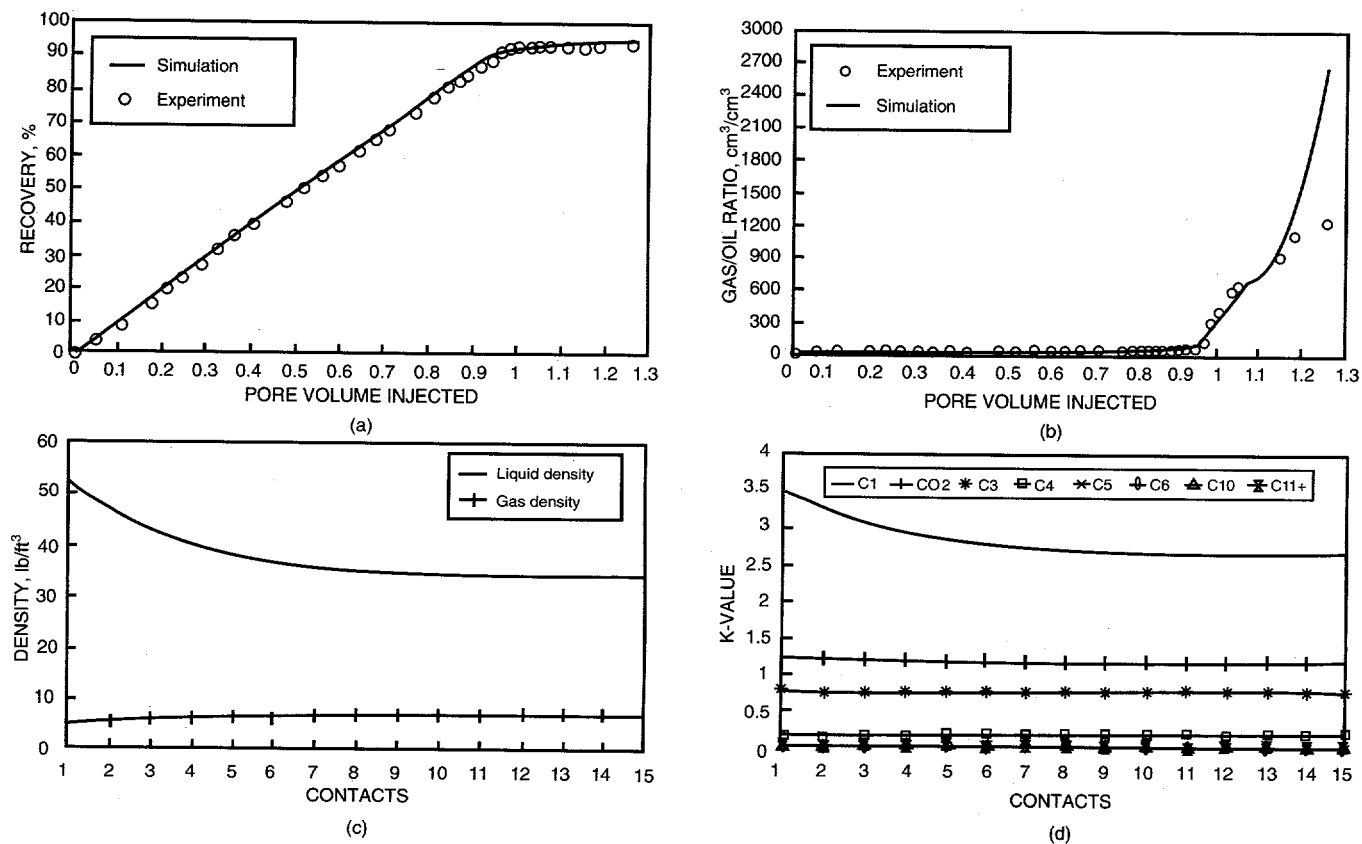 100
90
80
70
60
50
40
30
20
10
0
RECOVERY, %
Simulation
Experiment
0 0.1 0.2 0.3 0.4 0.5 0.6 0.7 0.8 0.9 1 1.1 1.2 1.3
PORE VOLUME INJECTED
(a)
3000
2700
2400
2100
1800
1500
1200
900
600
300
0
GAS/OIL RATIO, cm³/cm³
Experiment
Simulation
0 0.1 0.2 0.3 0.4 0.5 0.6 0.7 0.8 0.9 1 1.1 1.2 1.3
PORE VOLUME INJECTED
(b)
60
50
40
30
20
10
0
DENSITY, lb/ft³
Liquid density
Gas density
1 2 3 4 5 6 7 8 9 10 11 12 13 14 15
CONTACTS
(c)
4
3.5
3
2.5
2
1.5
1
0.5
0
K-VALUE
C1 CO2 C3 C4 C5 C6 C10 C11+
1 2 3 4 5 6 7 8 9 10 11 12 13 14 15
CONTACTS
(d)